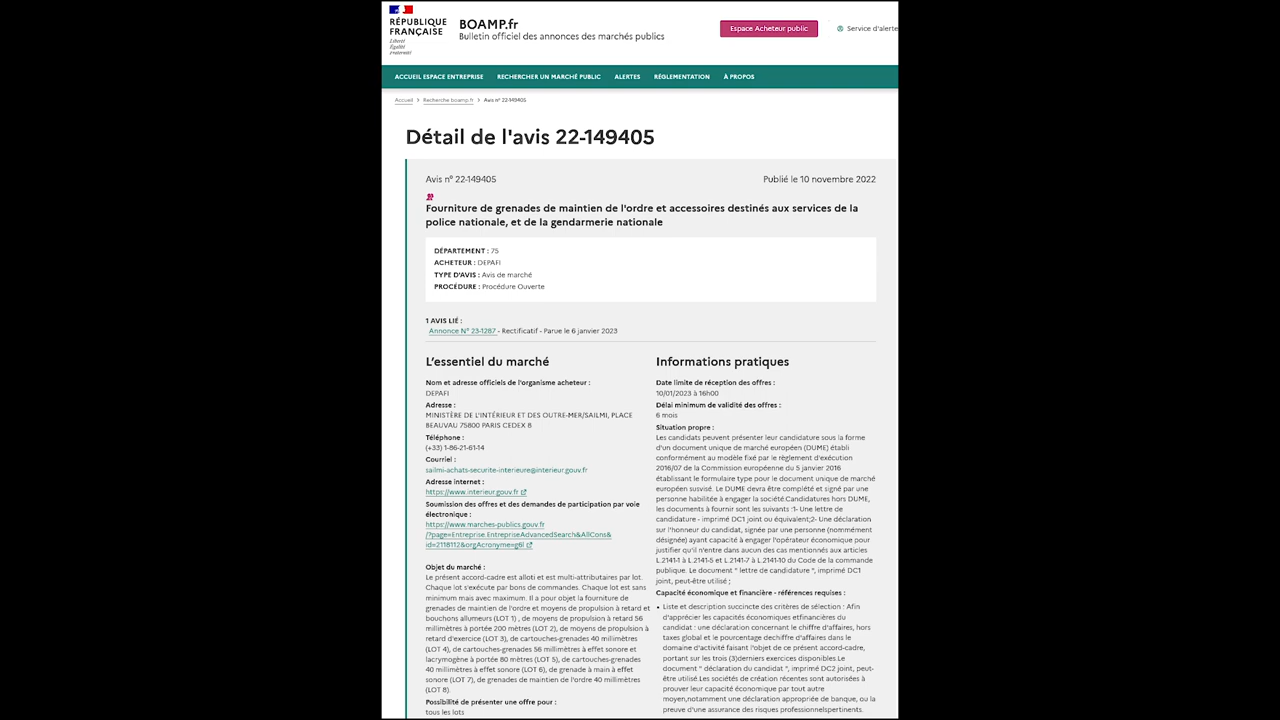 RÉPUBLIQUE
FRANÇAISE
Liberté
Égalité
Fraternité
BOAMP.fr
Bulletin officiel des annonces des marchés publics
Espace Acheteur public
Service d'alerte
ACCUEIL ESPACE ENTREPRISE RECHERCHER UN MARCHÉ PUBLIC ALERTES RÉGLEMENTATION À PROPOS
Accueil > Recherche boamp.fr > Avis n° 22-149405
Détail de l'avis 22-149405
Avis n° 22-149405
Publié le 10 novembre 2022
Fourniture de grenades de maintien de l'ordre et accessoires destinés aux services de la
police nationale, et de la gendarmerie nationale
DÉPARTEMENT : 75
ACHETEUR : DEPAFI
TYPE D'AVIS : Avis de marché
PROCÉDURE : Procédure Ouverte
1 AVIS LIÉ :
Annonce N° 23-1287 - Rectificatif - Parue le 6 janvier 2023
L'essentiel du marché
Nom et adresse officiels de l'organisme acheteur :
DEPAFI
Adresse :
MINISTÈRE DE L'INTÉRIEUR ET DES OUTRE-MER/SAILMI, PLACE
BEAUVAU 75800 PARIS CEDEX 8
Téléphone :
(+33) 1-86-21-61-14
Courriel :
sailmi-achats-securite-interieure@interieur.gouv.fr
Adresse internet :
https://www.interieur.gouv.fr
Soumission des offres et des demandes de participation par voie
électronique :
https://www.marches-publics.gouv.fr
/?page=Entreprise.EntrepriseAdvancedSearch&AllCons&
id=2118112&orgAcronyme=g6l
Objet du marché :
Le présent accord-cadre est alloti et est multi-attributaires par lot.
Chaque lot s'exécute par bons de commandes. Chaque lot est sans
minimum mais avec maximum. Il a pour objet la fourniture de
grenades de maintien de l'ordre et moyens de propulsion à retard et
bouchons allumeurs (LOT 1) , de moyens de propulsion à retard 56
millimètres à portée 200 mètres (LOT 2), de moyens de propulsion à
retard d'exercice (LOT 3), de cartouches-grenades 40 millimètres
(LOT 4), de cartouches-grenades 56 millimètres à effet sonore et
lacrymogène à portée 80 mètres (LOT 5), de cartouches-grenades
40 millimètres à effet sonore (LOT 6), de grenade à main à effet
sonore (LOT 7), de grenades de maintien de l'ordre 40 millimètres
(LOT 8).
Possibilité de présenter une offre pour :
tous les lots
Informations pratiques
Date limite de réception des offres :
10/01/2023 à 16h00
Délai minimum de validité des offres :
6 mois
Situation propre :
Les candidats peuvent présenter leur candidature sous la forme
d'un document unique de marché européen (DUME) établi
conformément au modèle fixé par le règlement d'exécution
2016/07 de la Commission européenne du 5 janvier 2016
établissant le formulaire type pour le document unique de marché
européen susvisé. Le DUME devra être complété et signé par une
personne habilitée à engager la société.Candidatures hors DUME,
les documents à fournir sont les suivants :1- Une lettre de
candidature - imprimé DC1 joint ou équivalent;2- Une déclaration
sur l'honneur du candidat, signée par une personne (nommément
désignée) ayant capacité à engager l'opérateur économique pour
justifier qu'il n'entre dans aucun des cas mentionnés aux articles
L.2141-1 à L.2141-5 et L.2141-7 à L.2141-10 du Code de la commande
publique. Le document " lettre de candidature ", imprimé DC1
joint, peut-être utilisé ;
Capacité économique et financière - références requises :
• Liste et description succincte des critères de sélection : Afin
d'apprécier les capacités économiques etfinancières du
candidat : une déclaration concernant le chiffre d'affaires, hors
taxes global et le pourcentage dechiffre d'affaires dans le
domaine d'activité faisant l'objet de ce présent accord-cadre,
portant sur les trois (3)derniers exercices disponibles.Le
document " déclaration du candidat ", imprimé DC2 joint, peut-
être utilisé.Les sociétés de création récentes sont autorisées à
prouver leur capacité économique par tout autre
moyen,notamment une déclaration appropriée de banque, ou la
preuve d'une assurance des risques professionnelspertinents.